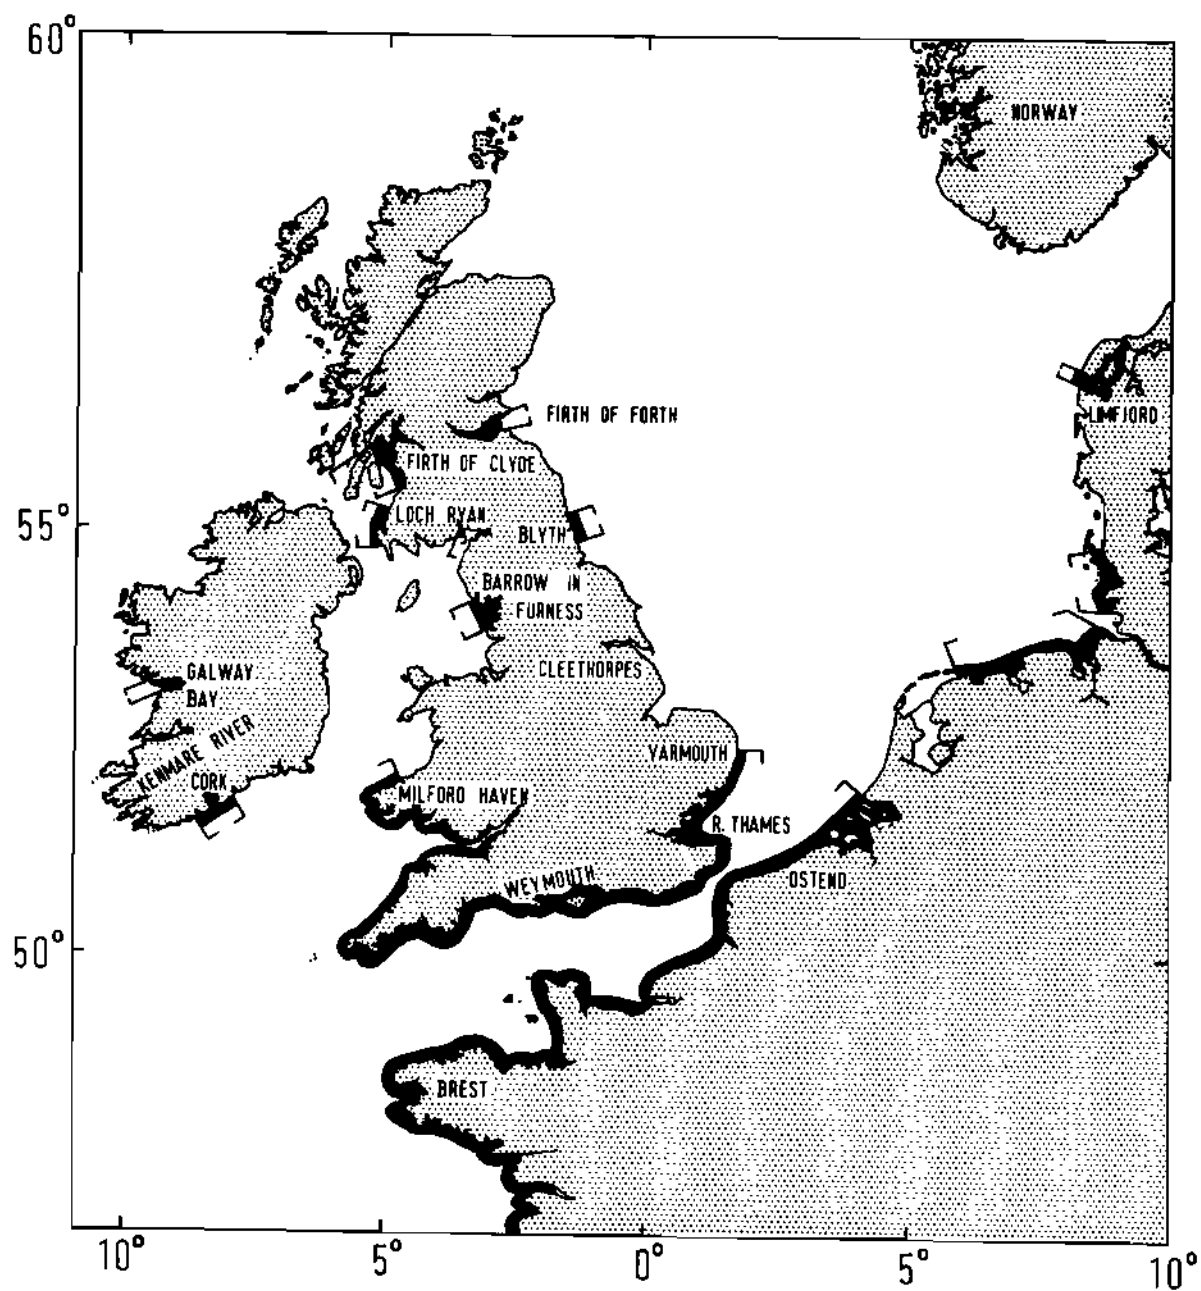 60°
NORWAY
FIRTH OF FORTH
LIMFJORD
FIRTH OF CLYDE
55°
LOCH RYAN
BLYTH
BARROW IN
FURNESS
GALWAY
BAY
CLEETHORPES
KENMARE RIVER
YARMOUTH
CORK
MILFORD HAVEN
R. THAMES
WEYMOUTH
OSTEND
50°
BREST
10°
5°
0°
5°
10°